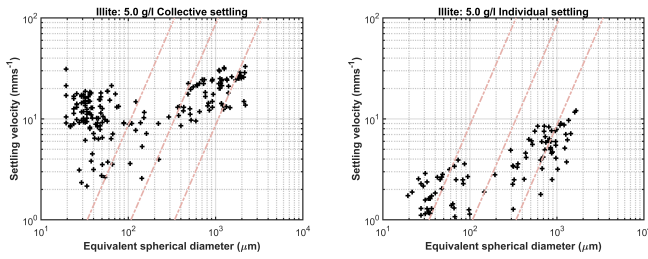 Illite: 5.0 g/l Collective settling
10²
10¹
10⁰
Settling velocity (mms⁻¹)
10¹ 10² 10³ 10⁴
Equivalent spherical diameter (μm)
Illite: 5.0 g/l Individual settling
10²
10¹
10⁰
Settling velocity (mms⁻¹)
10¹ 10² 10³ 10
Equivalent spherical diameter (μm)